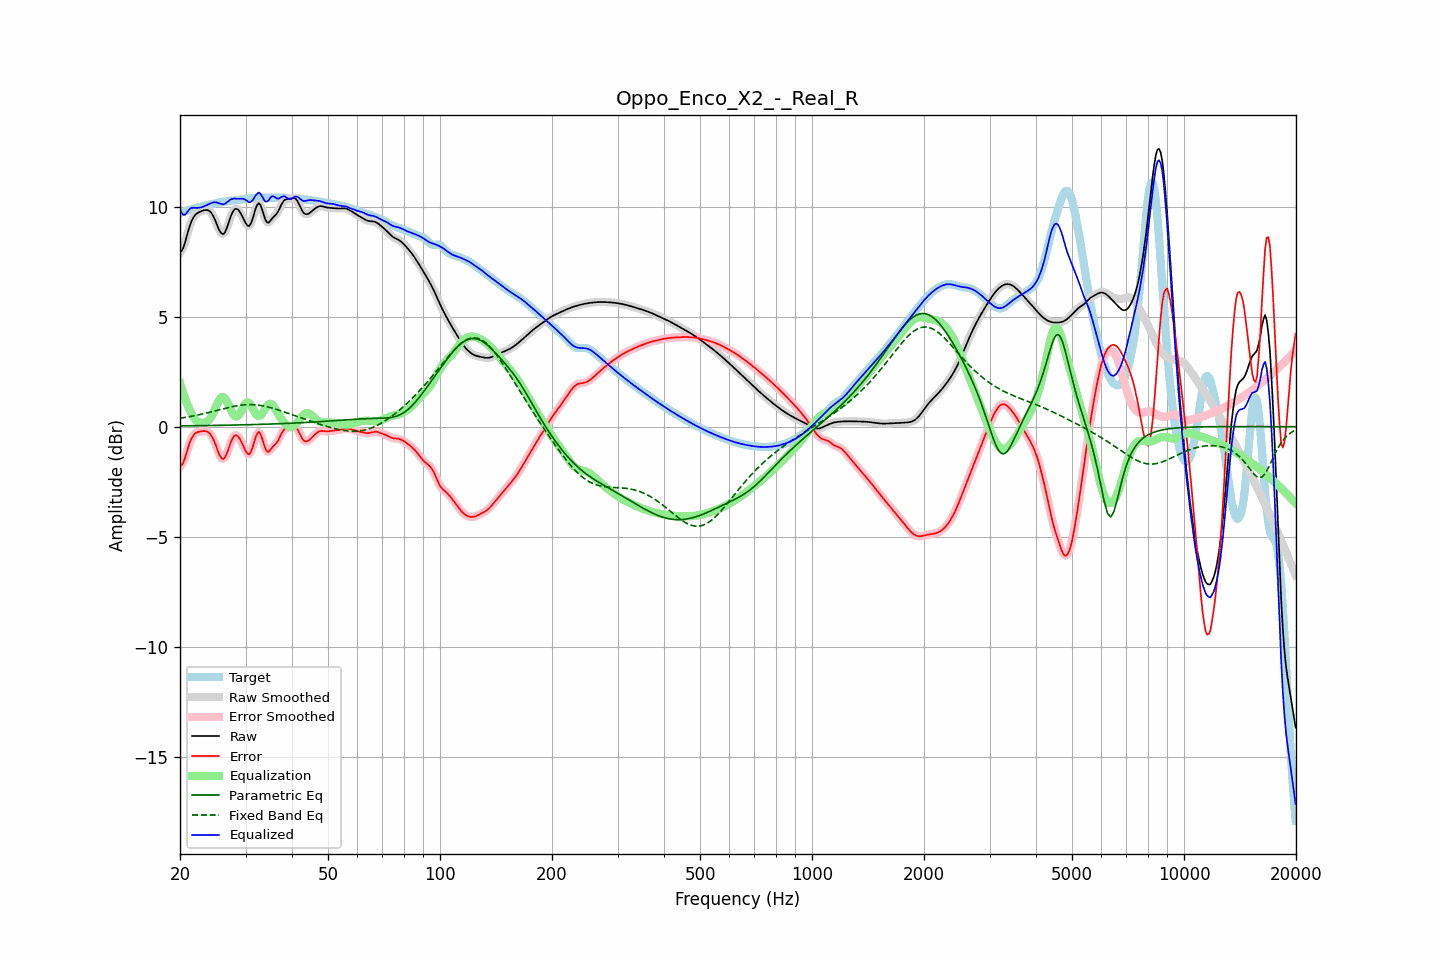 Oppo_Enco_X2_-_Real_R
Amplitude (dBr)
10
5
0
−5
−10
−15
Target
Raw Smoothed
Error Smoothed
Raw
Error
Equalization
Parametric Eq
Fixed Band Eq
Equalized
20 50 100 200 500 1000 2000 5000 10000 20000
Frequency (Hz)